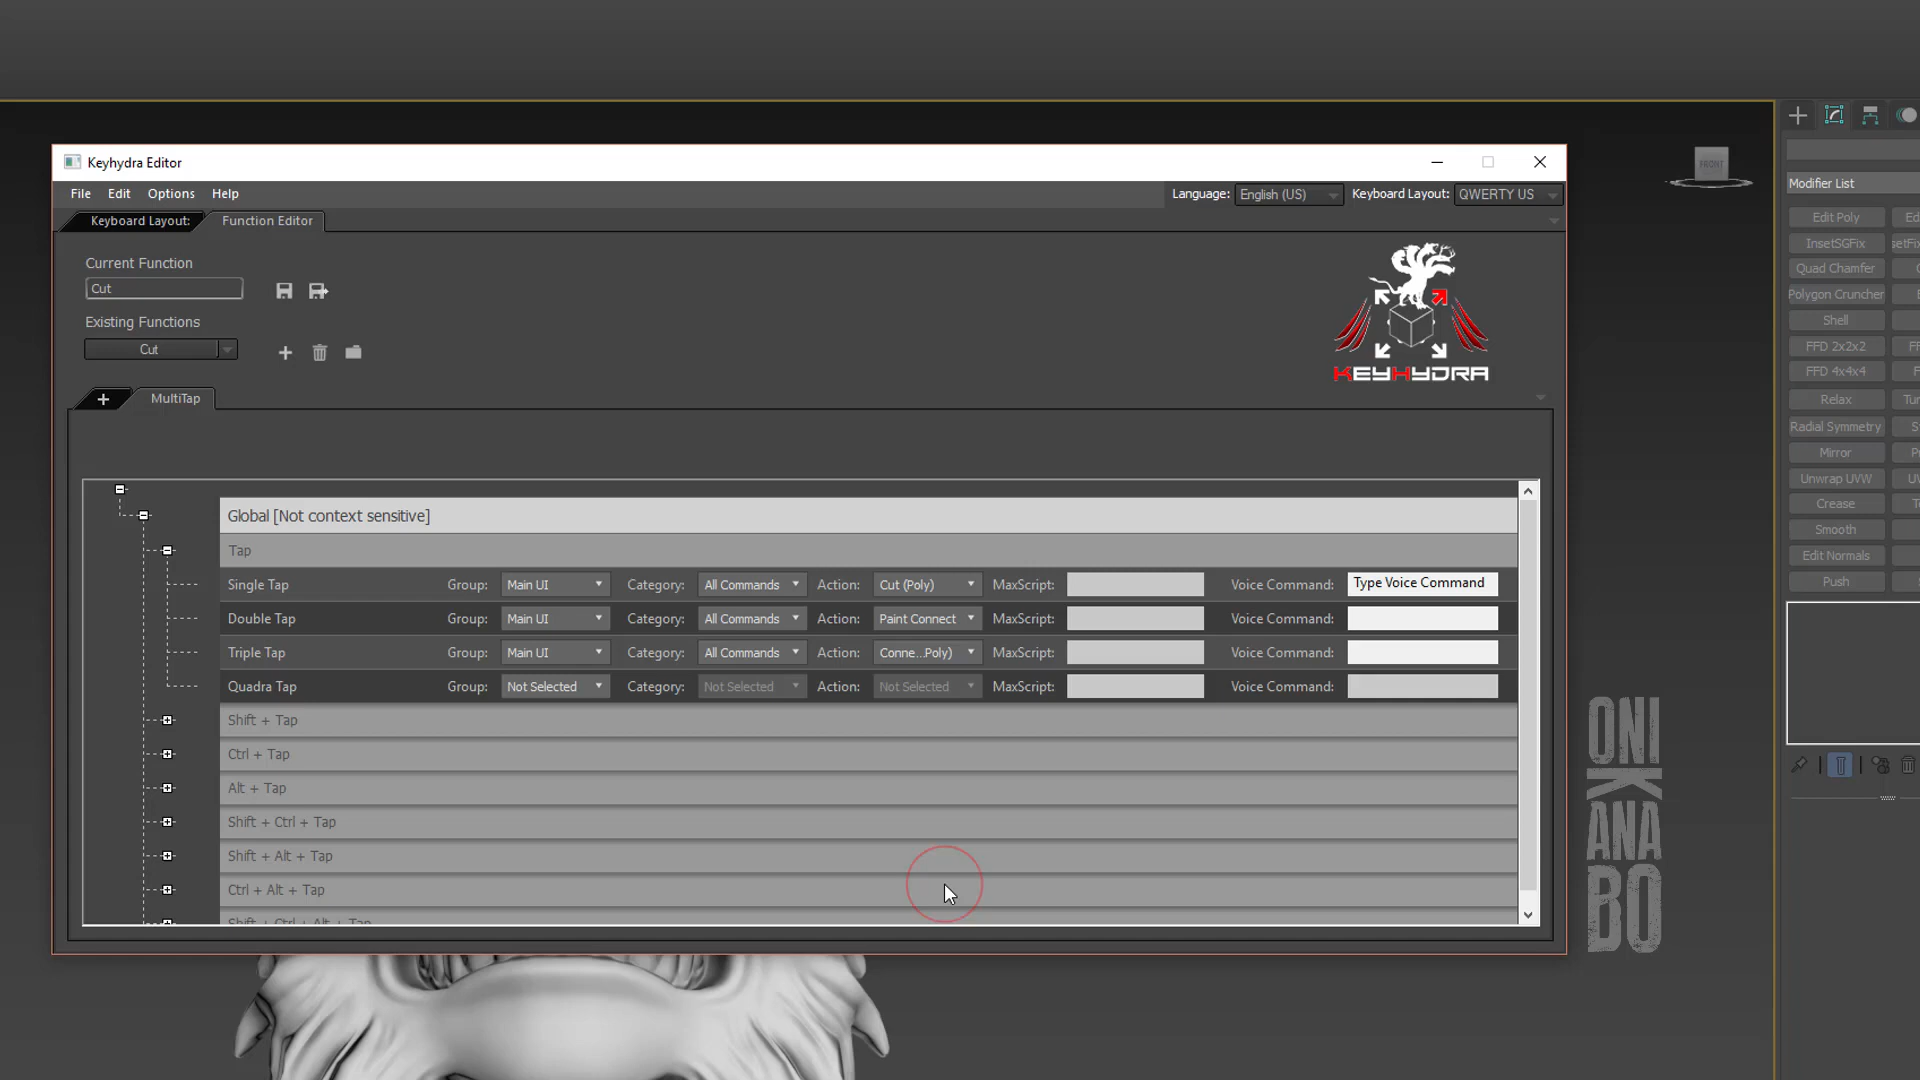 Keyhydra Editor
File Edit Options Help
Language: English (US) Keyboard Layout: QWERTY US
Keyboard Layout: Function Editor
Current Function
Cut
Existing Functions
Cut
KEYHYDRA
+ MultiTap
Global [Not context sensitive]
Tap
Single Tap Group: Main UI Category: All Commands Action: Cut (Poly) MaxScript: Voice Command: Type Voice Command
Double Tap Group: Main UI Category: All Commands Action: Paint Connect MaxScript: Voice Command:
Triple Tap Group: Main UI Category: All Commands Action: Conne...Poly) MaxScript: Voice Command:
Quadra Tap Group: Not Selected Category: Not Selected Action: Not Selected MaxScript: Voice Command:
Shift + Tap
Ctrl + Tap
Alt + Tap
Shift + Ctrl + Tap
Shift + Alt + Tap
Ctrl + Alt + Tap
Shift + Ctrl + Alt + Tap
FRONT
Modifier List
Edit Poly
InsetSGFix
Quad Chamfer
Polygon Cruncher
Shell
FFD 2x2x2
FFD 4x4x4
Relax
Radial Symmetry
Mirror
Unwrap UVW
Crease
Smooth
Edit Normals
Push
ONI
K
ANA
BO